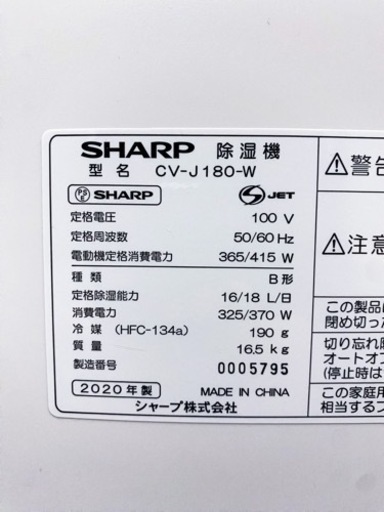 SHARP 除湿機
型名 CV-J180-W
PS E SHARP S JET
定格電圧 100 V
定格周波数 50/60 Hz
電動機定格消費電力 365/415 W
種類 B形
定格除湿能力 16/18 L/日
消費電力 325/370 W
冷媒 (HFC-134a) 190 g
質量 16.5 kg
製造番号 0005795
2020年製 MADE IN CHINA
シャープ株式会社
警告
注意
この製品に
閉め切った
切り忘れ
オートオフ
(停止時は
この家庭用
相当するフ